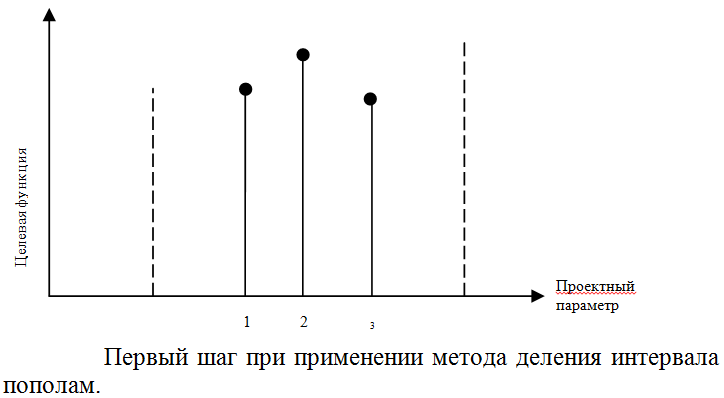 Целевая функция
Проектный
параметр
1 2 3
Первый шаг при применении метода деления интервала
пополам.